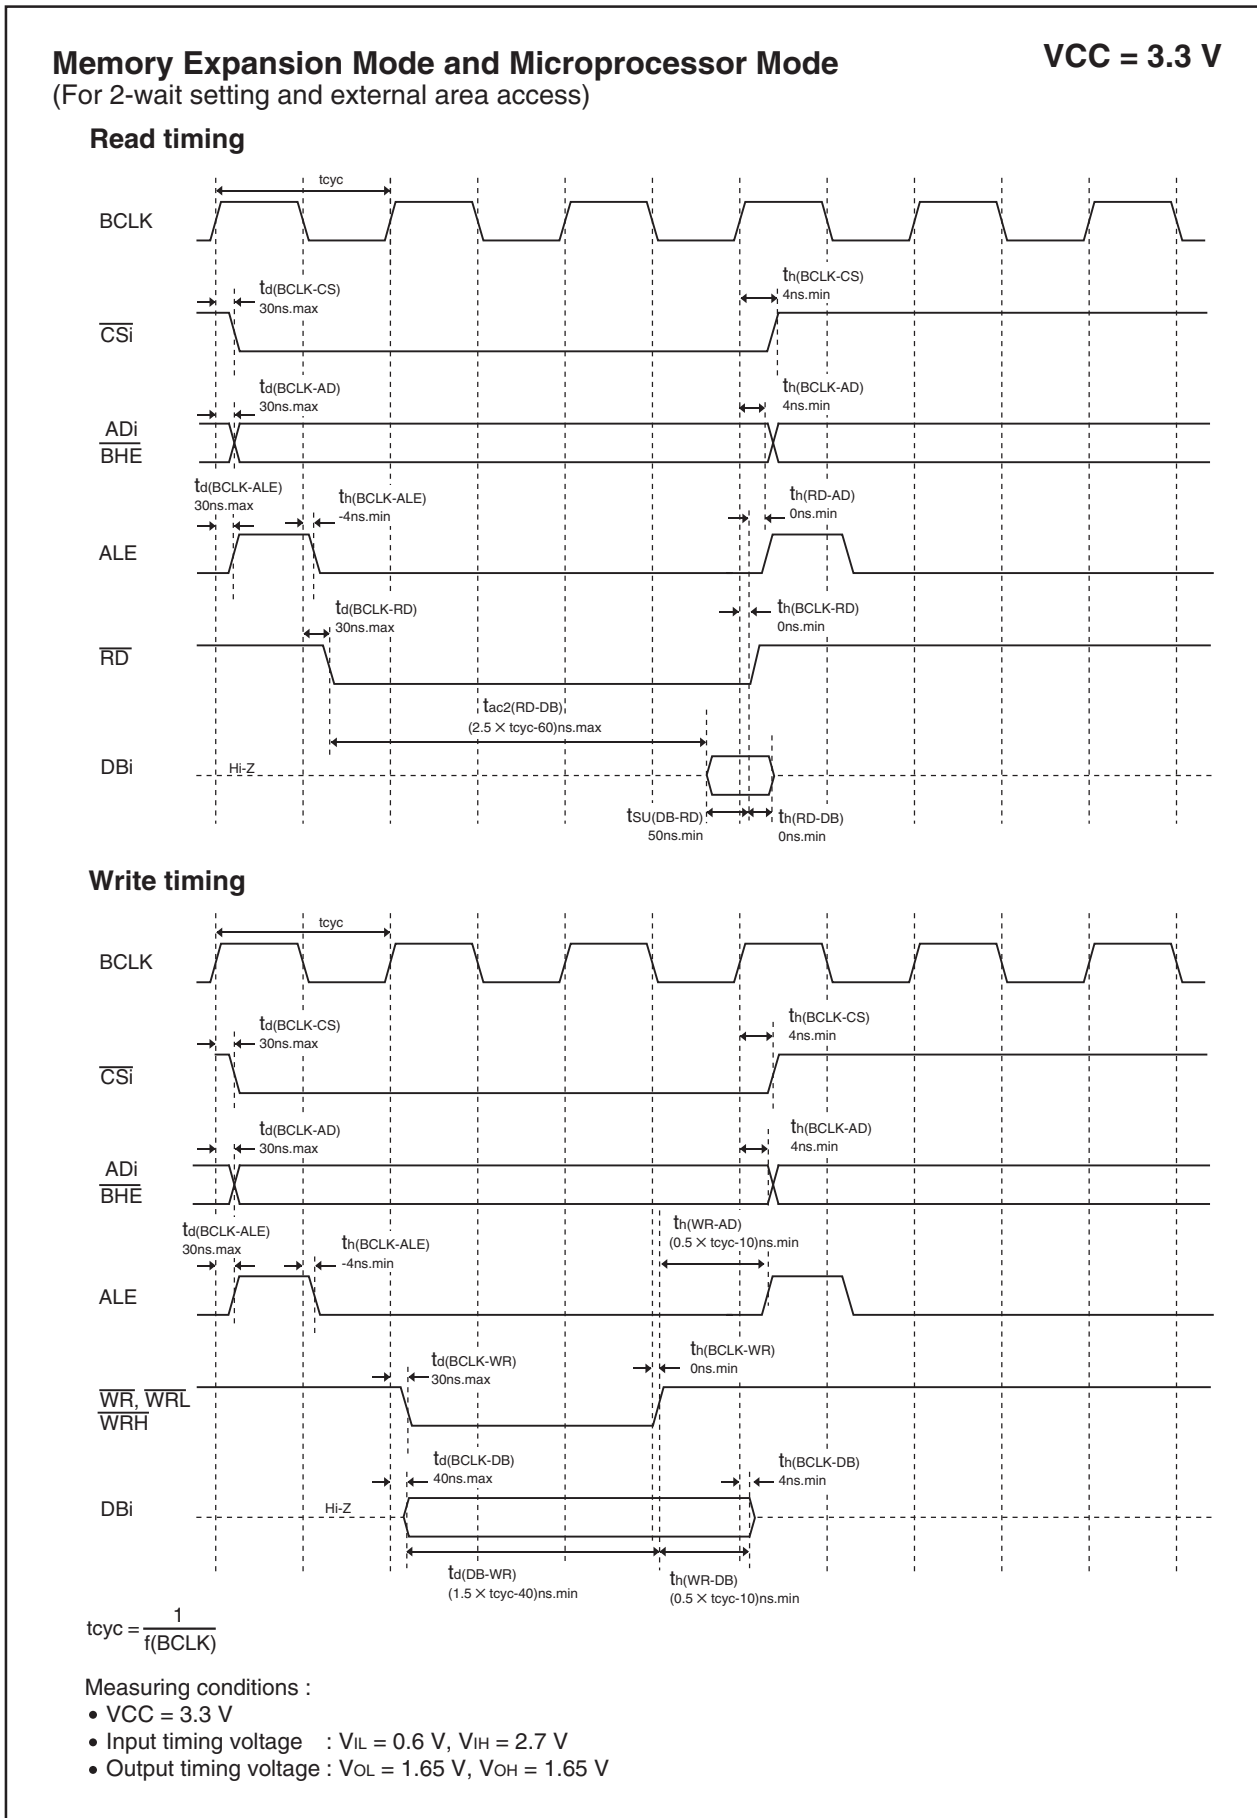 Memory Expansion Mode and Microprocessor Mode
VCC = 3.3 V
(For 2-wait setting and external area access)
Read timing
tcyc
BCLK
td(BCLK-CS)
30ns.max
th(BCLK-CS)
4ns.min
CSi
td(BCLK-AD)
30ns.max
th(BCLK-AD)
4ns.min
ADi
BHE
td(BCLK-ALE)
30ns.max
th(BCLK-ALE)
-4ns.min
th(RD-AD)
0ns.min
ALE
td(BCLK-RD)
30ns.max
th(BCLK-RD)
0ns.min
RD
tac2(RD-DB)
(2.5 × tcyc-60)ns.max
DBi
Hi-Z
tSU(DB-RD)
50ns.min
th(RD-DB)
0ns.min
Write timing
tcyc
BCLK
td(BCLK-CS)
30ns.max
th(BCLK-CS)
4ns.min
CSi
td(BCLK-AD)
30ns.max
th(BCLK-AD)
4ns.min
ADi
BHE
td(BCLK-ALE)
30ns.max
th(BCLK-ALE)
-4ns.min
th(WR-AD)
(0.5 × tcyc-10)ns.min
ALE
td(BCLK-WR)
30ns.max
th(BCLK-WR)
0ns.min
WR, WRL
WRH
td(BCLK-DB)
40ns.max
th(BCLK-DB)
4ns.min
DBi
Hi-Z
td(DB-WR)
(1.5 × tcyc-40)ns.min
th(WR-DB)
(0.5 × tcyc-10)ns.min
tcyc = 1
f(BCLK)
Measuring conditions :
• VCC = 3.3 V
• Input timing voltage : VIL = 0.6 V, VIH = 2.7 V
• Output timing voltage : VOL = 1.65 V, VOH = 1.65 V